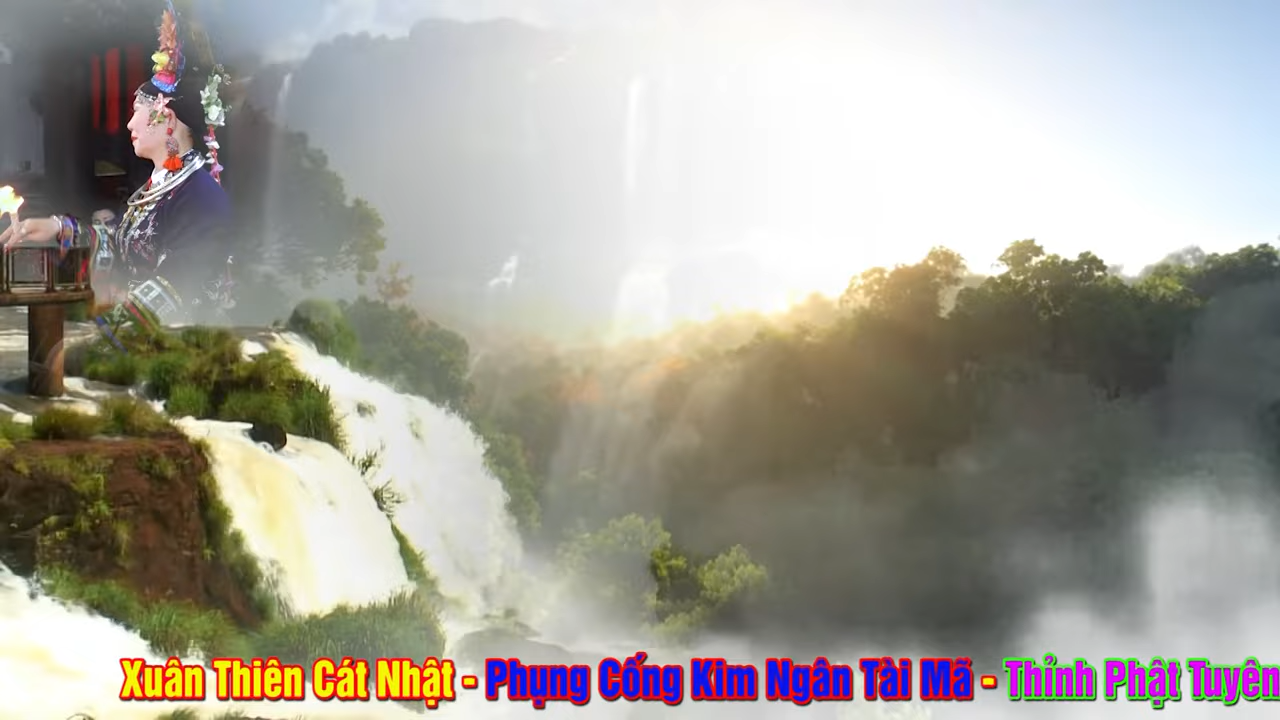 Xuân Thiên Cát Nhật - Phụng Cống Kim Ngân Tài Mã - Thỉnh Phật Tuyên